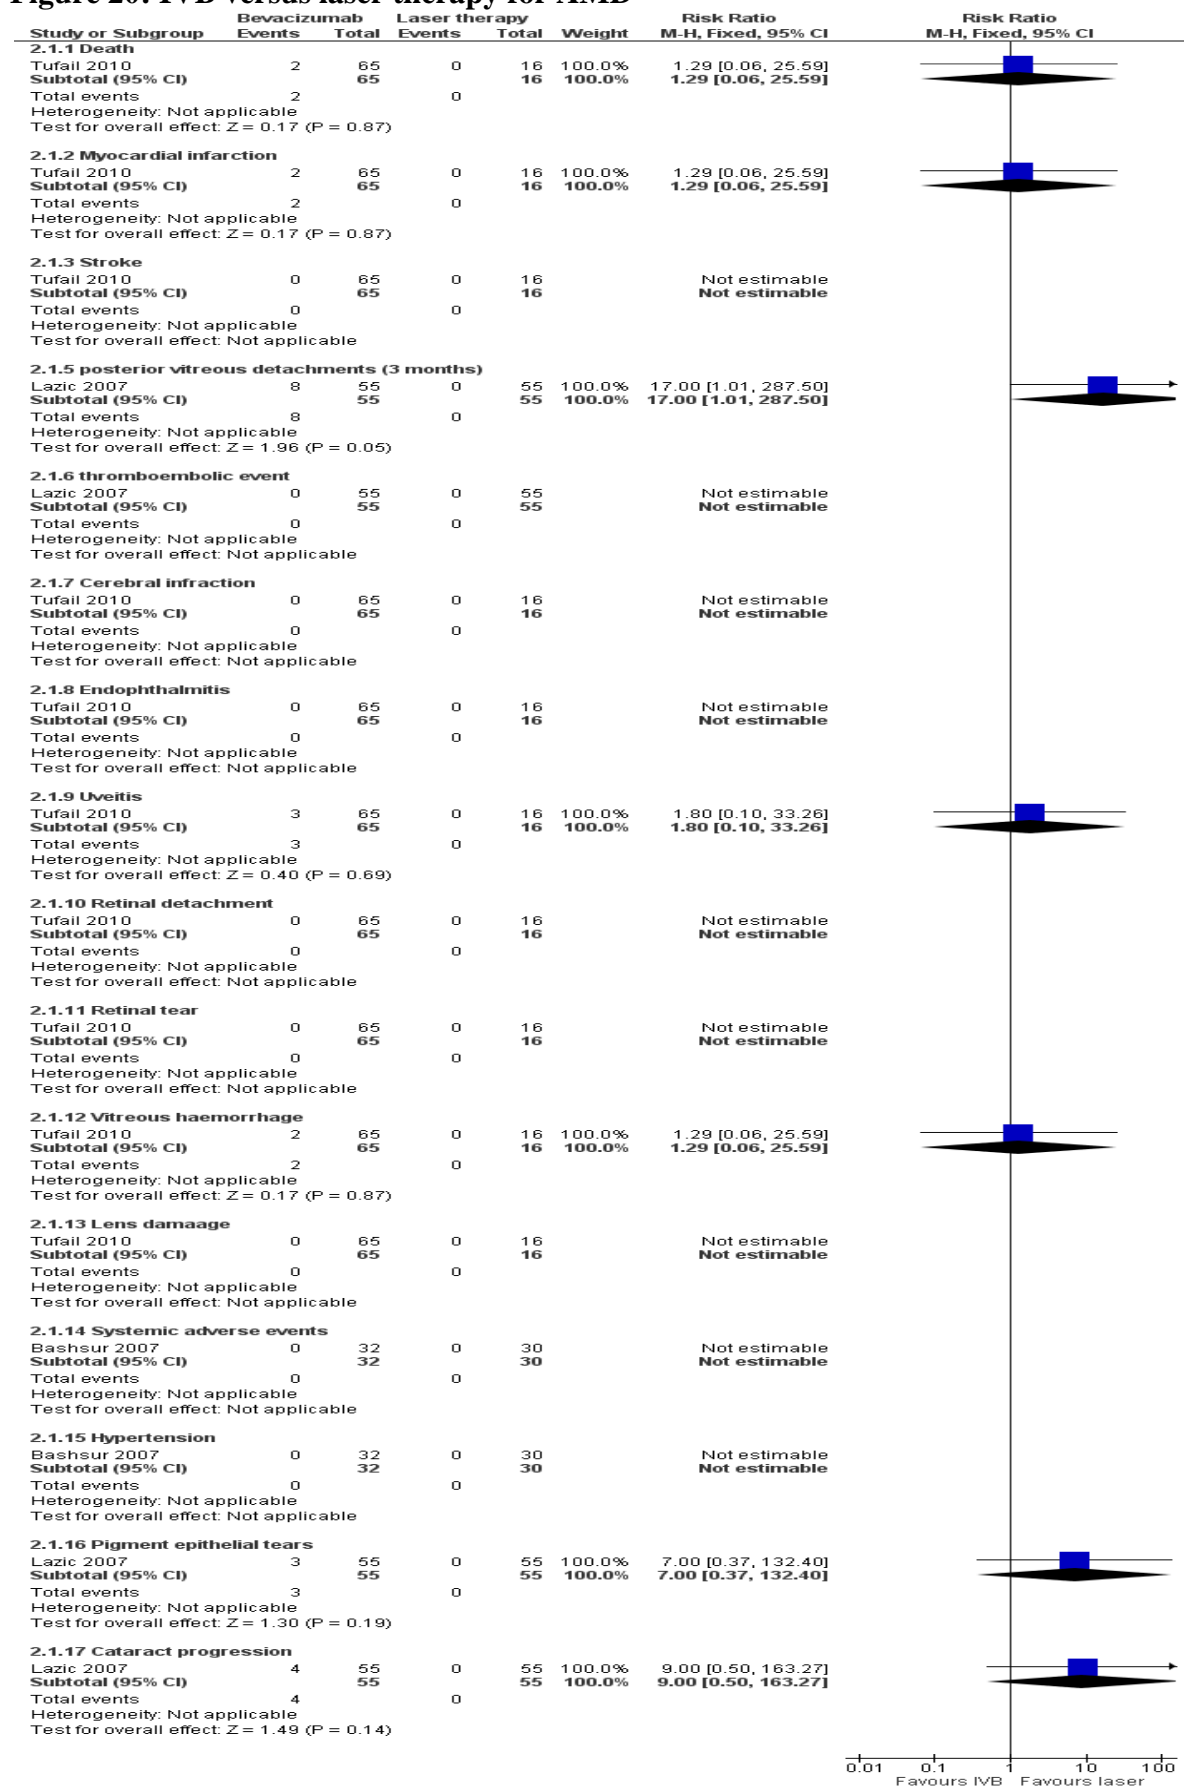 Figure 20: IVB versus laser therapy for AMD
Bevacizumab Laser therapy Risk Ratio Risk Ratio
Study or Subgroup Events Total Events Total Weight M-H, Fixed, 95% CI M-H, Fixed, 95% CI
2.1.1 Death
Tufail 2010 2 65 0 16 100.0% 1.29 [0.06, 25.59]
Subtotal (95% CI) 65 16 100.0% 1.29 [0.06, 25.59]
Total events 2 0
Heterogeneity: Not applicable
Test for overall effect: Z = 0.17 (P = 0.87)
2.1.2 Myocardial infarction
Tufail 2010 2 65 0 16 100.0% 1.29 [0.06, 25.59]
Subtotal (95% CI) 65 16 100.0% 1.29 [0.06, 25.59]
Total events 2 0
Heterogeneity: Not applicable
Test for overall effect: Z = 0.17 (P = 0.87)
2.1.3 Stroke
Tufail 2010 0 65 0 16 Not estimable
Subtotal (95% CI) 65 16 Not estimable
Total events 0 0
Heterogeneity: Not applicable
Test for overall effect: Not applicable
2.1.5 posterior vitreous detachments (3 months)
Lazic 2007 8 55 0 55 100.0% 17.00 [1.01, 287.50]
Subtotal (95% CI) 55 55 100.0% 17.00 [1.01, 287.50]
Total events 8 0
Heterogeneity: Not applicable
Test for overall effect: Z = 1.96 (P = 0.05)
2.1.6 thromboembolic event
Lazic 2007 0 55 0 55 Not estimable
Subtotal (95% CI) 55 55 Not estimable
Total events 0 0
Heterogeneity: Not applicable
Test for overall effect: Not applicable
2.1.7 Cerebral infraction
Tufail 2010 0 65 0 16 Not estimable
Subtotal (95% CI) 65 16 Not estimable
Total events 0 0
Heterogeneity: Not applicable
Test for overall effect: Not applicable
2.1.8 Endophthalmitis
Tufail 2010 0 65 0 16 Not estimable
Subtotal (95% CI) 65 16 Not estimable
Total events 0 0
Heterogeneity: Not applicable
Test for overall effect: Not applicable
2.1.9 Uveitis
Tufail 2010 3 65 0 16 100.0% 1.80 [0.10, 33.26]
Subtotal (95% CI) 65 16 100.0% 1.80 [0.10, 33.26]
Total events 3 0
Heterogeneity: Not applicable
Test for overall effect: Z = 0.40 (P = 0.69)
2.1.10 Retinal detachment
Tufail 2010 0 65 0 16 Not estimable
Subtotal (95% CI) 65 16 Not estimable
Total events 0 0
Heterogeneity: Not applicable
Test for overall effect: Not applicable
2.1.11 Retinal tear
Tufail 2010 0 65 0 16 Not estimable
Subtotal (95% CI) 65 16 Not estimable
Total events 0 0
Heterogeneity: Not applicable
Test for overall effect: Not applicable
2.1.12 Vitreous haemorrhage
Tufail 2010 2 65 0 16 100.0% 1.29 [0.06, 25.59]
Subtotal (95% CI) 65 16 100.0% 1.29 [0.06, 25.59]
Total events 2 0
Heterogeneity: Not applicable
Test for overall effect: Z = 0.17 (P = 0.87)
2.1.13 Lens damaage
Tufail 2010 0 65 0 16 Not estimable
Subtotal (95% CI) 65 16 Not estimable
Total events 0 0
Heterogeneity: Not applicable
Test for overall effect: Not applicable
2.1.14 Systemic adverse events
Bashsur 2007 0 32 0 30 Not estimable
Subtotal (95% CI) 32 30 Not estimable
Total events 0 0
Heterogeneity: Not applicable
Test for overall effect: Not applicable
2.1.15 Hypertension
Bashsur 2007 0 32 0 30 Not estimable
Subtotal (95% CI) 32 30 Not estimable
Total events 0 0
Heterogeneity: Not applicable
Test for overall effect: Not applicable
2.1.16 Pigment epithelial tears
Lazic 2007 3 55 0 55 100.0% 7.00 [0.37, 132.40]
Subtotal (95% CI) 55 55 100.0% 7.00 [0.37, 132.40]
Total events 3 0
Heterogeneity: Not applicable
Test for overall effect: Z = 1.30 (P = 0.19)
2.1.17 Cataract progression
Lazic 2007 4 55 0 55 100.0% 9.00 [0.50, 163.27]
Subtotal (95% CI) 55 55 100.0% 9.00 [0.50, 163.27]
Total events 4 0
Heterogeneity: Not applicable
Test for overall effect: Z = 1.49 (P = 0.14)
0.01 0.1 1 10 100
Favours IVB Favours laser